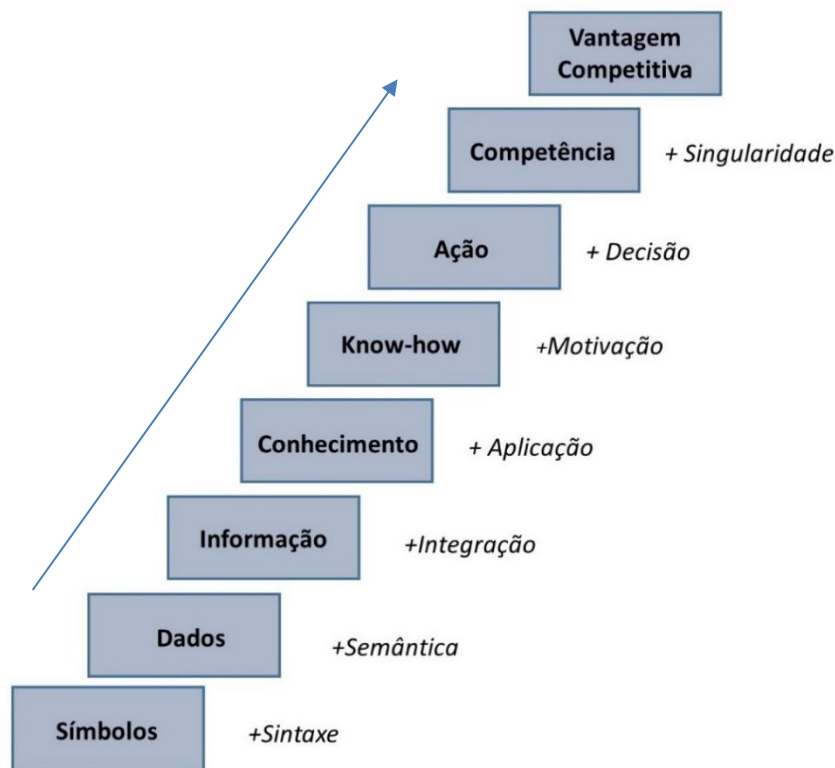 Vantagem
Competitiva
Competência + Singularidade
Ação + Decisão
Know-how +Motivação
Conhecimento + Aplicação
Informação +Integração
Dados +Semântica
Símbolos +Sintaxe